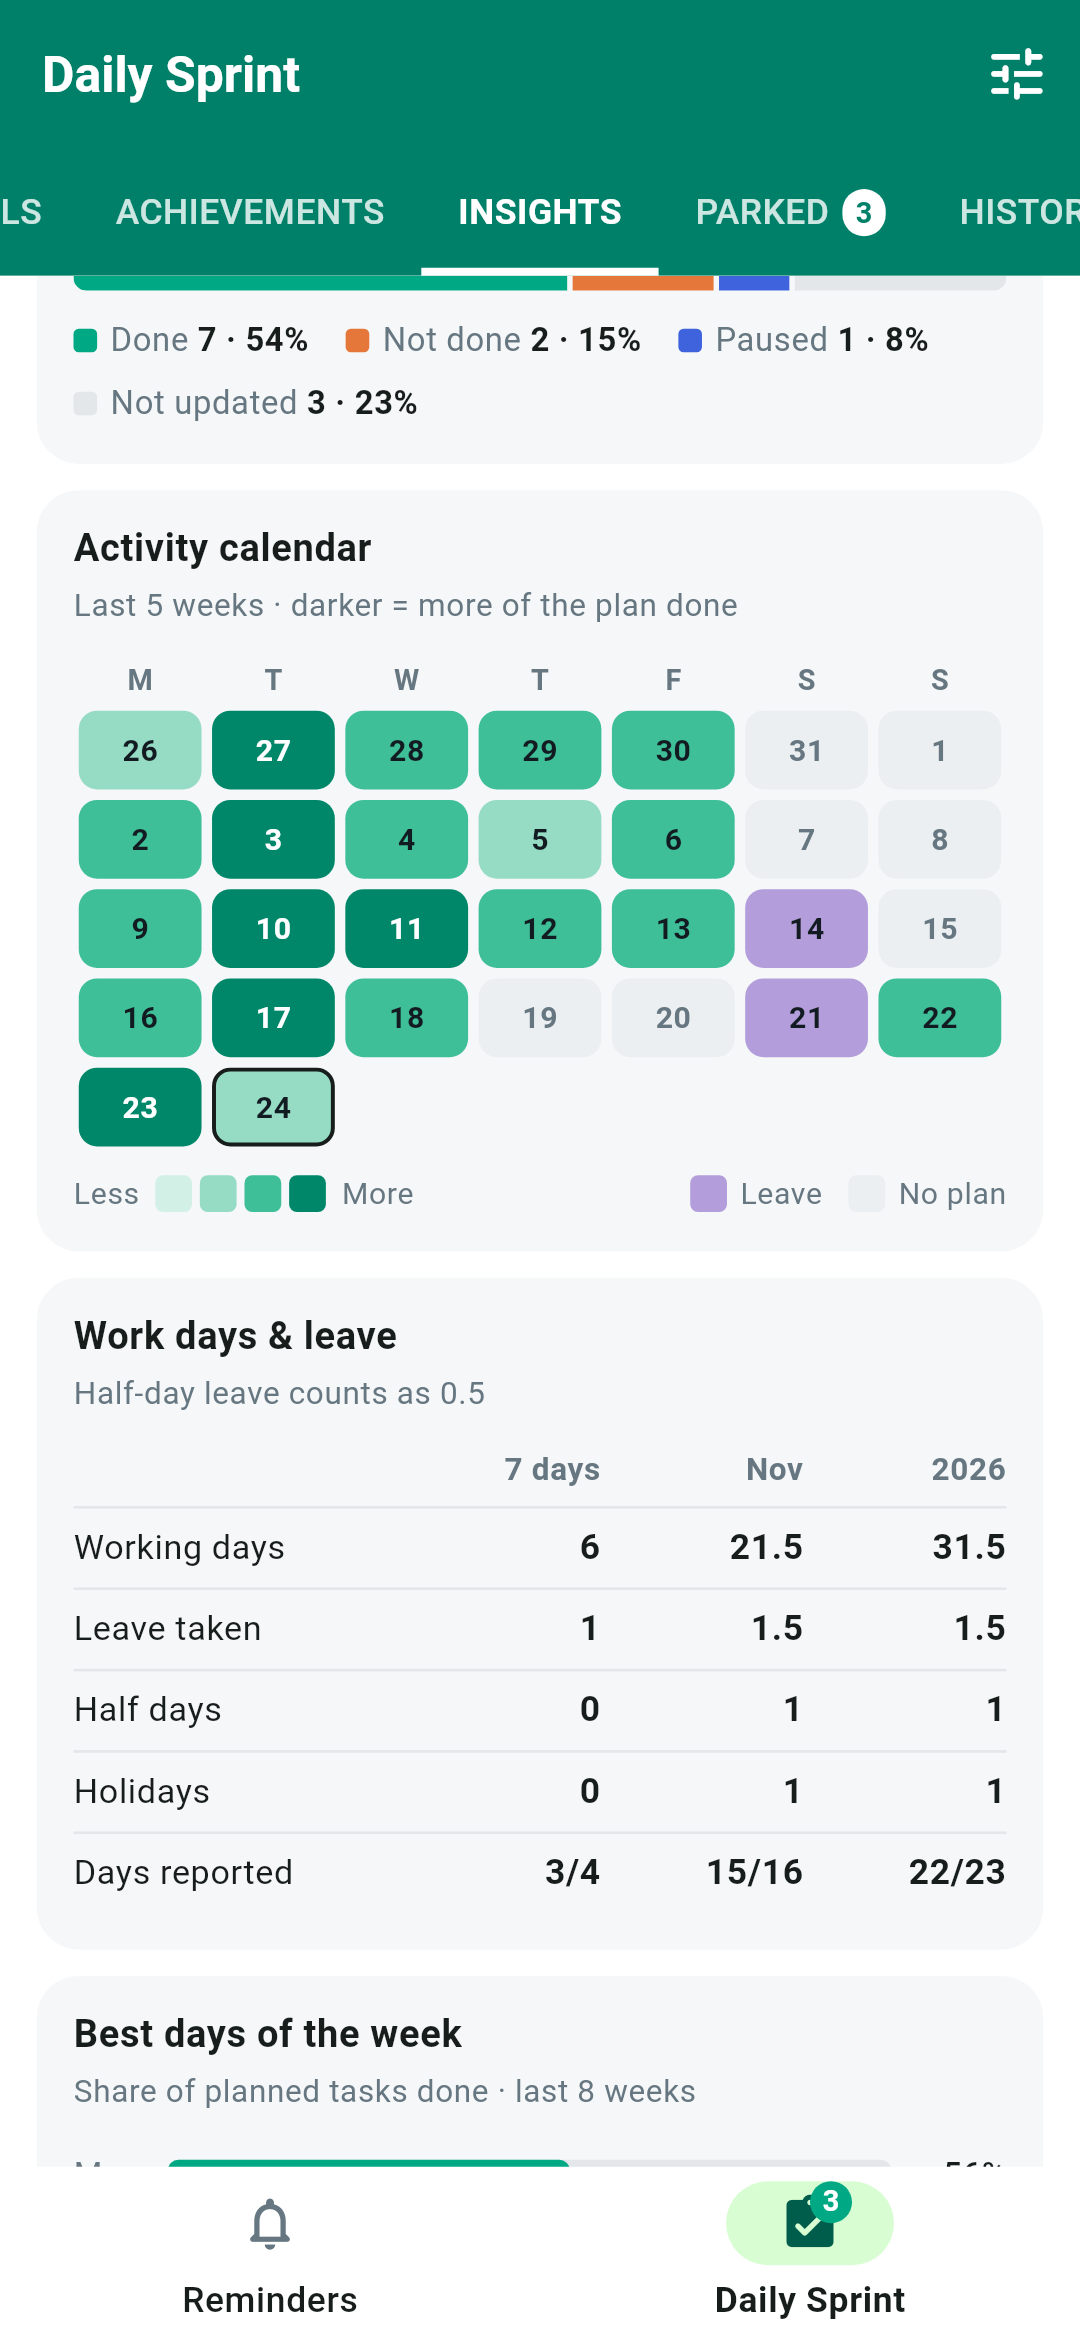 Daily Sprint
LS ACHIEVEMENTS INSIGHTS PARKED 3 HISTOR
Done 7 · 54% Not done 2 · 15% Paused 1 · 8%
Not updated 3 · 23%
Activity calendar
Last 5 weeks · darker = more of the plan done
M T W T F S S
26 27 28 29 30 31 1
2 3 4 5 6 7 8
9 10 11 12 13 14 15
16 17 18 19 20 21 22
23 24
Less More Leave No plan
Work days & leave
Half-day leave counts as 0.5
7 days Nov 2026
Working days 6 21.5 31.5
Leave taken 1 1.5 1.5
Half days 0 1 1
Holidays 0 1 1
Days reported 3/4 15/16 22/23
Best days of the week
Share of planned tasks done · last 8 weeks
3
Reminders Daily Sprint